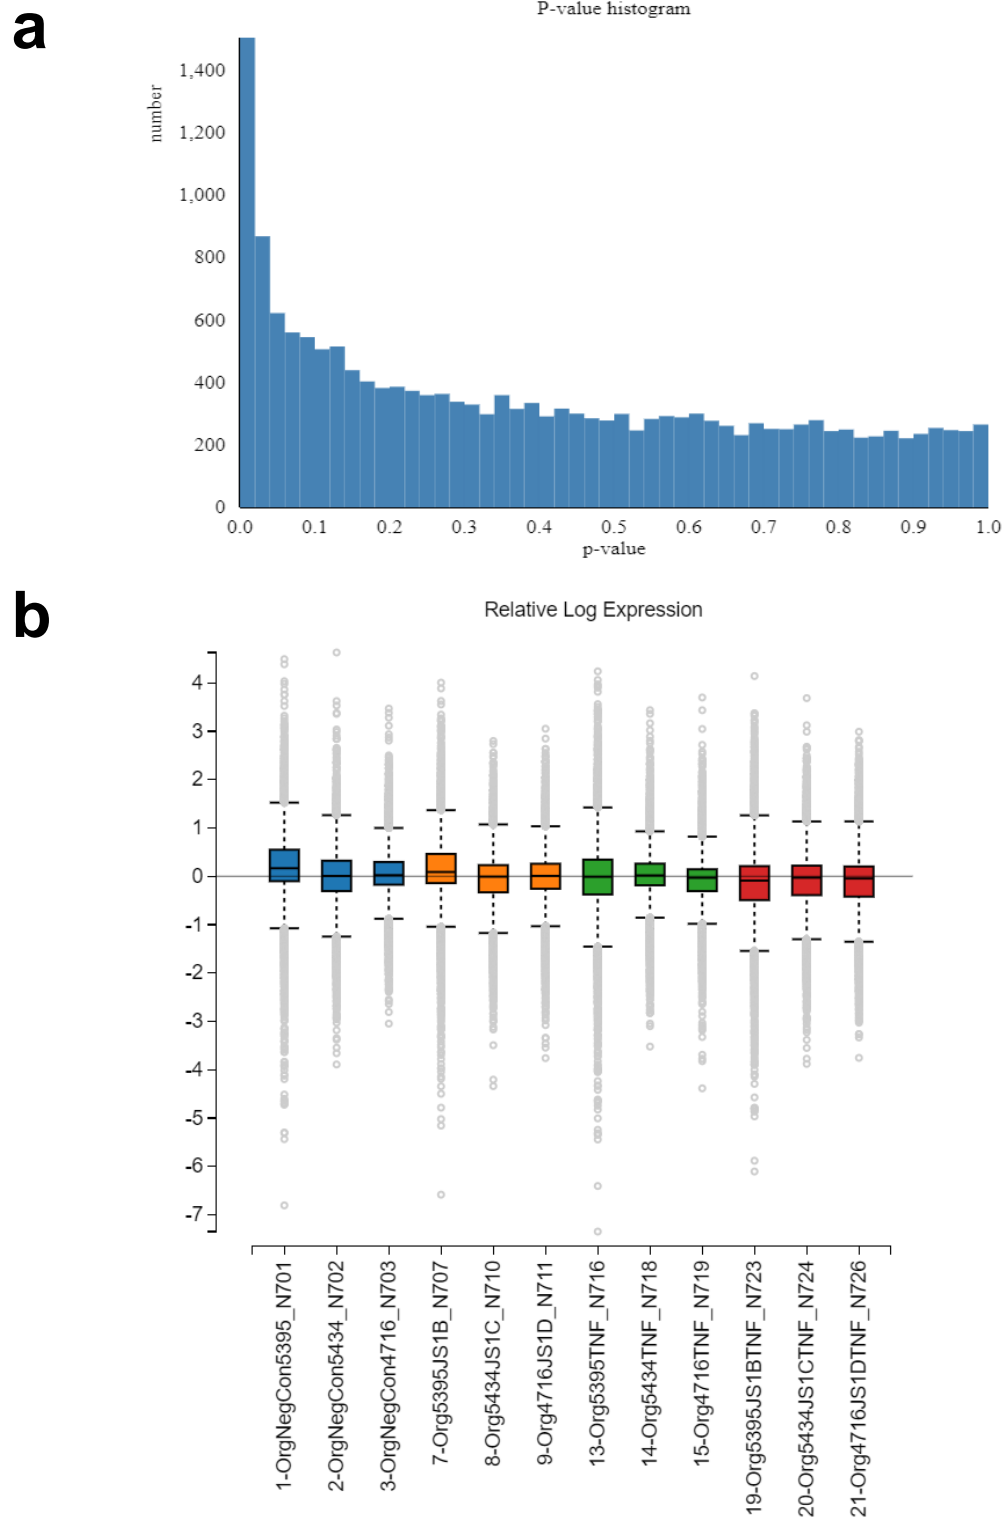 a
P-value histogram
number
1,400
1,200
1,000
800
600
400
200
0
0.0 0.1 0.2 0.3 0.4 0.5 0.6 0.7 0.8 0.9 1.0
p-value
b
Relative Log Expression
4
3
2
1
0
-1
-2
-3
-4
-5
-6
-7
1-OrgNegCon5395_N701
2-OrgNegCon5434_N702
3-OrgNegCon4716_N703
7-Org5395JS1B_N707
8-Org5434JS1C_N710
9-Org4716JS1D_N711
13-Org5395TNF_N716
14-Org5434TNF_N718
15-Org4716TNF_N719
19-Org5395JS1BTNF_N723
20-Org5434JS1CTNF_N724
21-Org4716JS1DTNF_N726